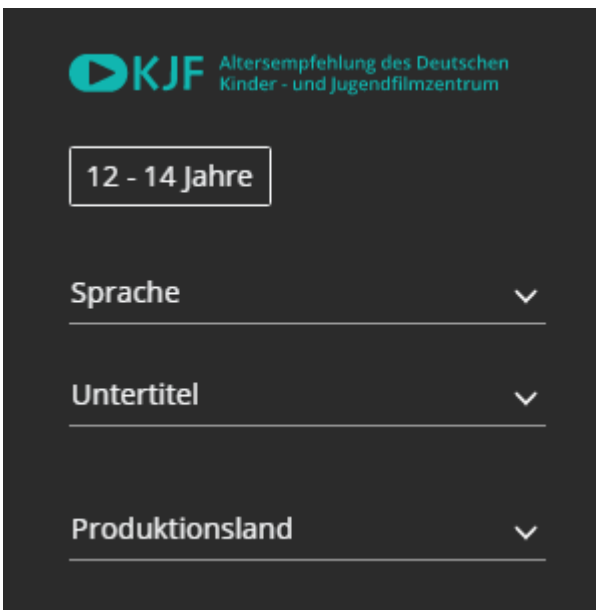 KJF
Altersempfehlung des Deutschen
Kinder - und Jugendfilmzentrum
12 - 14 Jahre
Sprache
Untertitel
Produktionsland